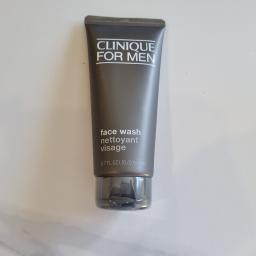 CLINIQUE
FOR MEN
face wash
nettoyant
visage